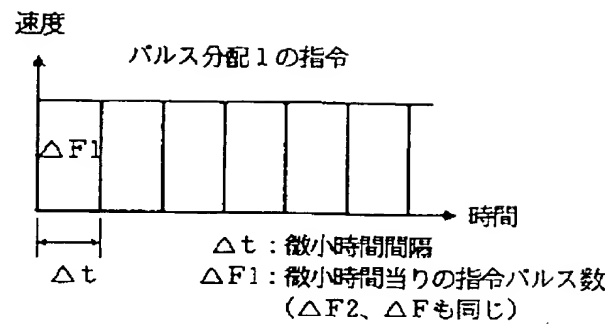 速度
パルス分配1の指令
△F1
時間
△t
△t：微小時間間隔
△F1：微小時間当りの指令パルス数
（△F2、△Fも同じ）